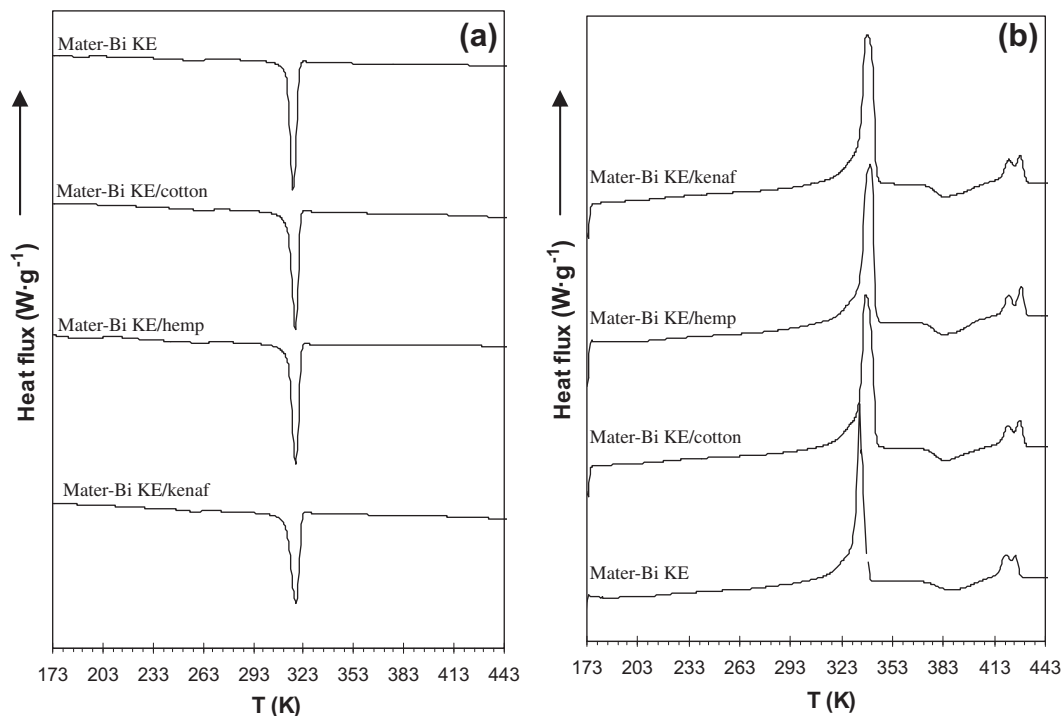 (a)
Mater-Bi KE
Mater-Bi KE/cotton
Mater-Bi KE/hemp
Mater-Bi KE/kenaf
Heat flux (W·g⁻¹)
173 203 233 263 293 323 353 383 413 443
T (K)
(b)
Mater-Bi KE/kenaf
Mater-Bi KE/hemp
Mater-Bi KE/cotton
Mater-Bi KE
Heat flux (W·g⁻¹)
173 203 233 263 293 323 353 383 413 443
T (K)